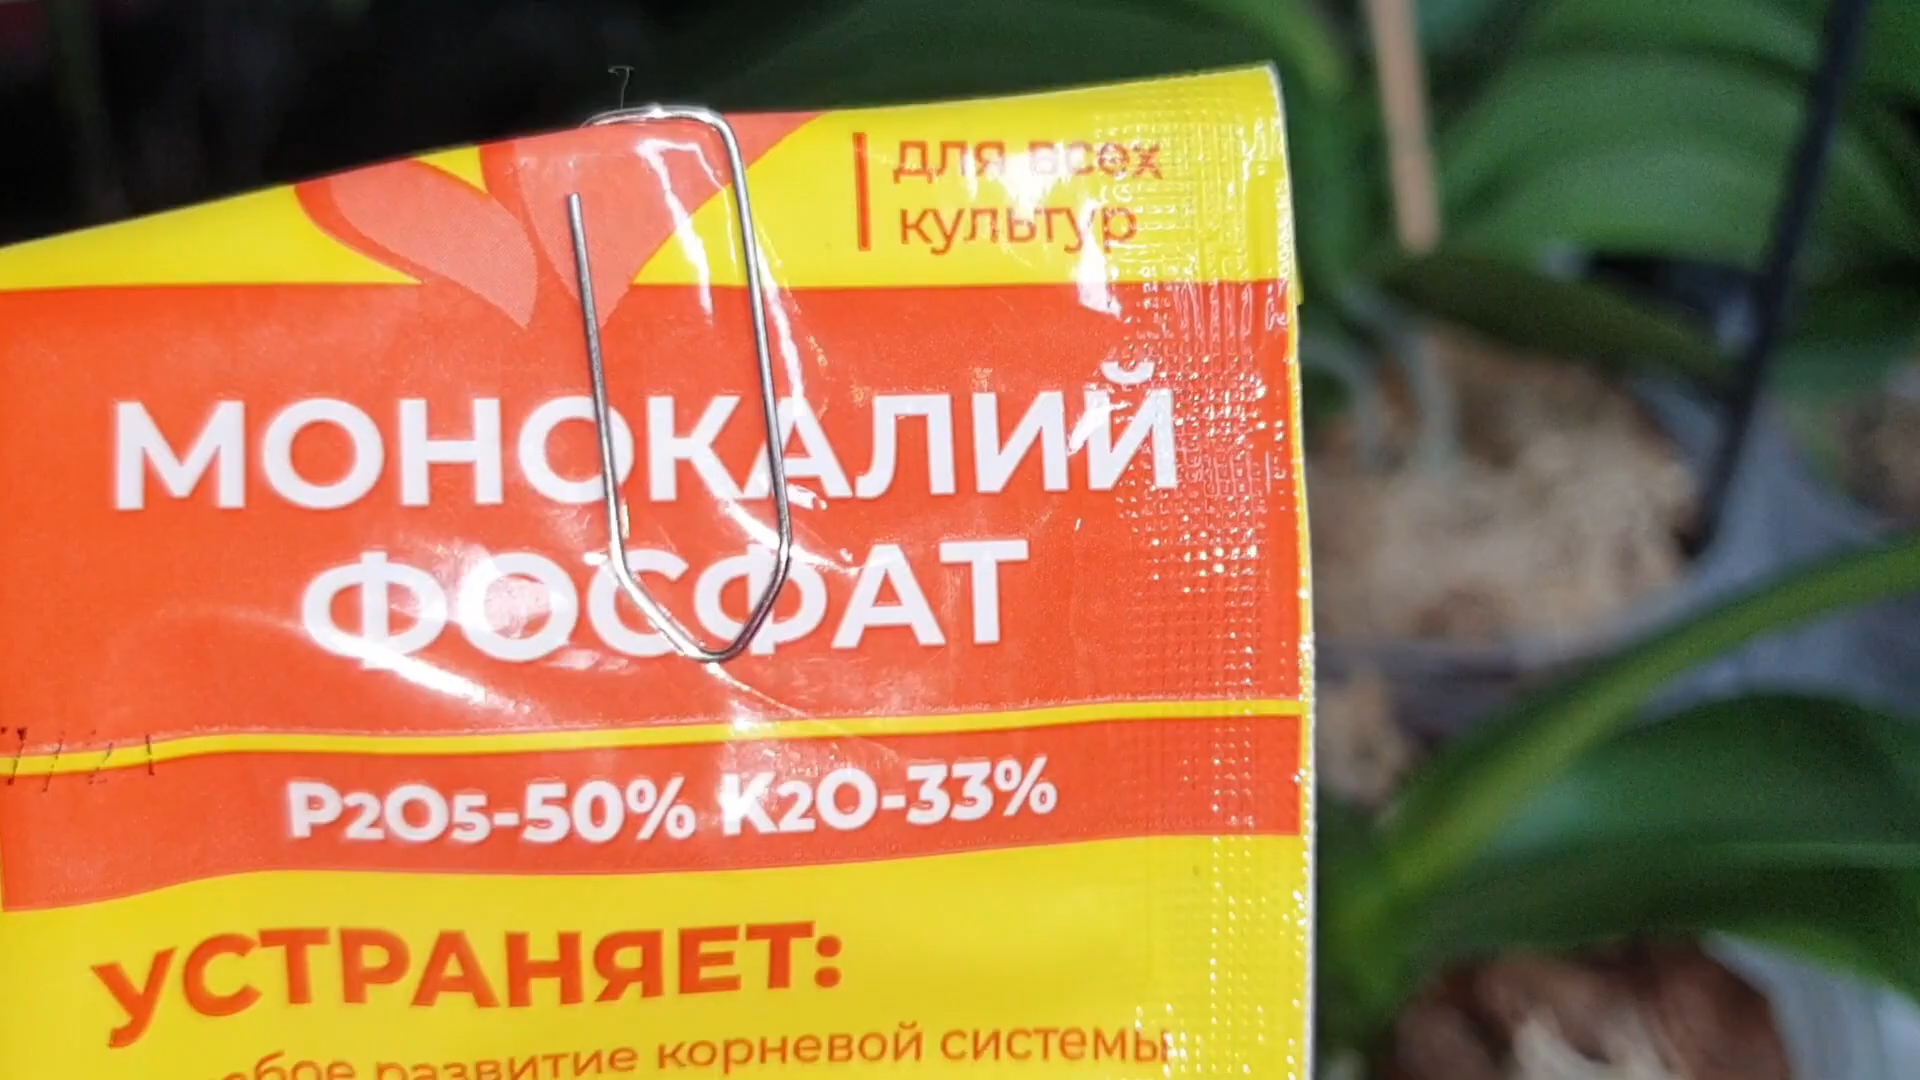 для всех
культур
МОНОКАЛИЙ
ФОСФАТ
P2O5-50% K2O-33%
УСТРАНЯЕТ:
развитие корневой системы